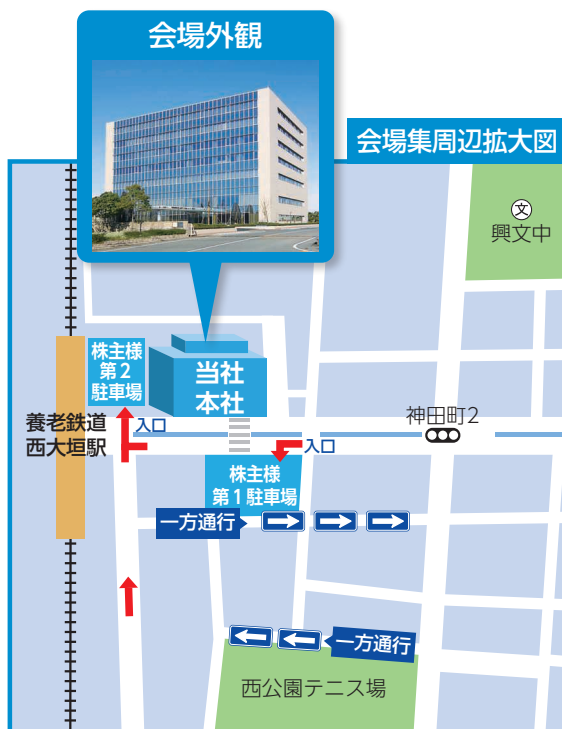 会場外観
会場集周辺拡大図
文
興文中
株主様
第2
駐車場
当社
本社
養老鉄道
西大垣駅
入口
神田町2
入口
株主様
第1駐車場
一方通行
一方通行
西公園テニス場